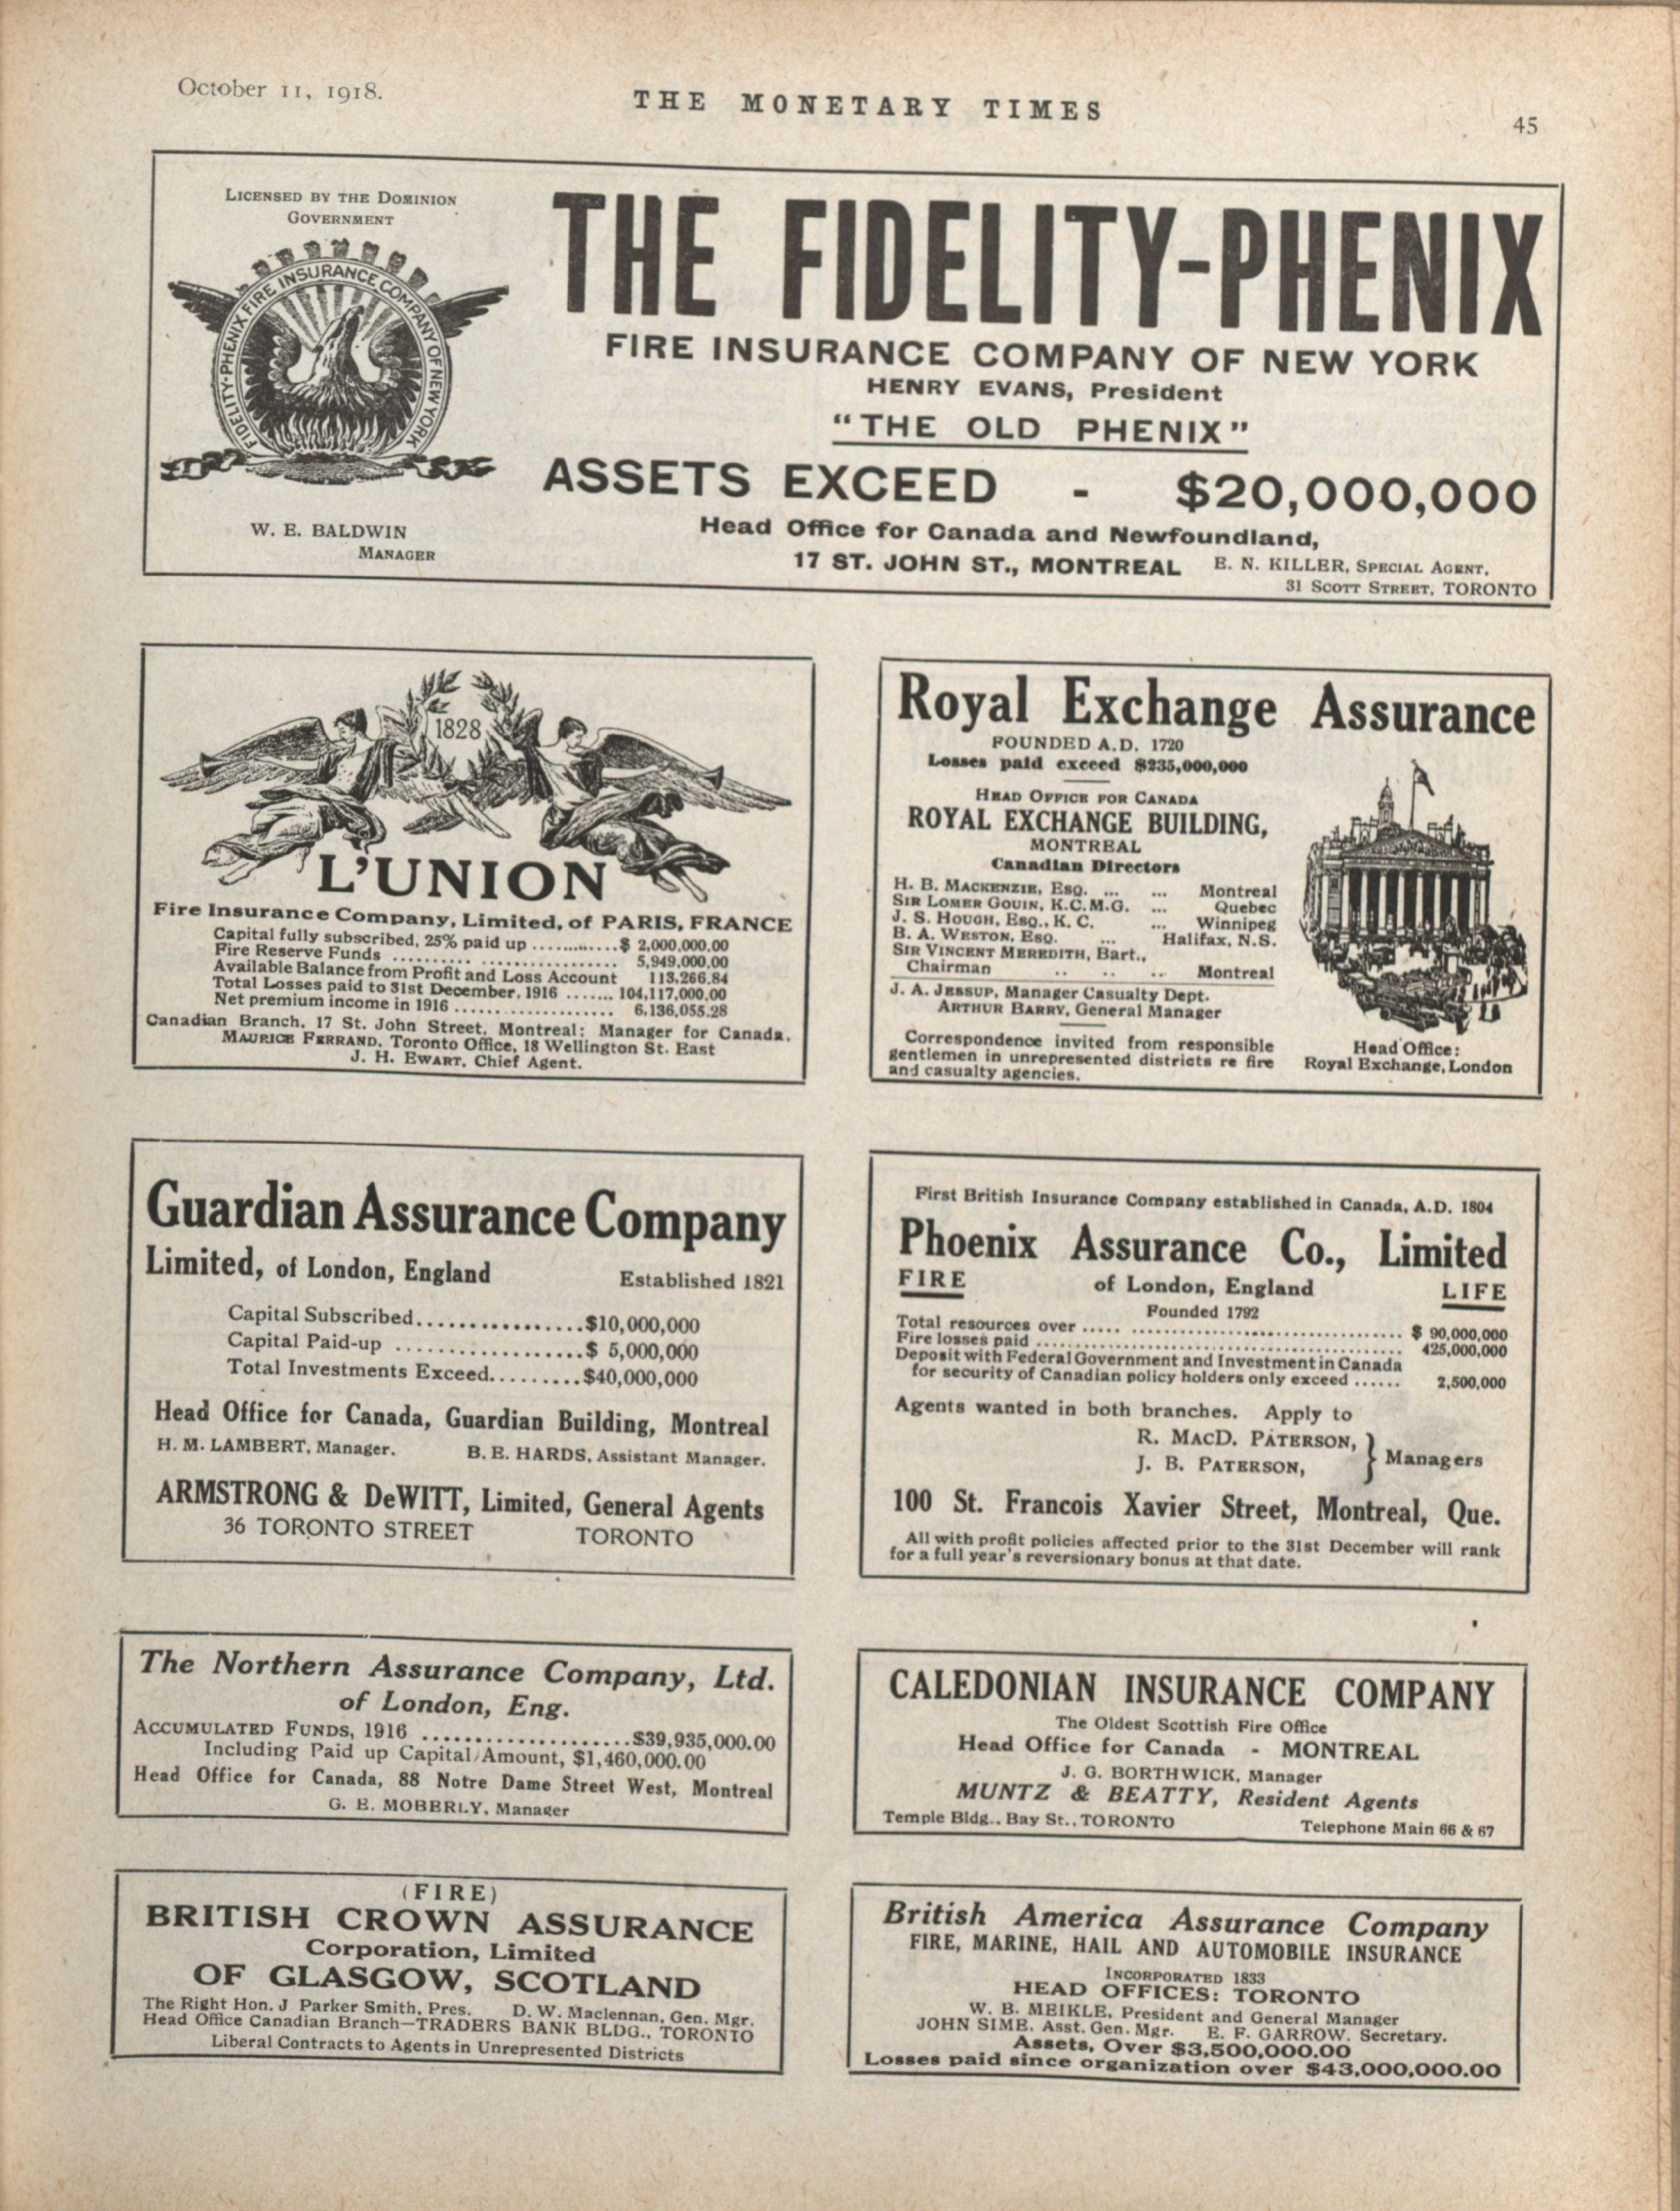 October 11, 1918.
THE MONETARY TIMES
45
LICENSED BY THE DOMINION
GOVERNMENT
FIDELITY-PHENIX FIRE INSURANCE COMPANY OF NEW YORK
W. E. BALDWIN
MANAGER
THE FIDELITY-PHENIX
FIRE INSURANCE COMPANY OF NEW YORK
HENRY EVANS, President
"THE OLD PHENIX"
ASSETS EXCEED - $20,000,000
Head Office for Canada and Newfoundland,
17 ST. JOHN ST., MONTREAL E. N. KILLER, SPECIAL AGENT,
31 SCOTT STREET, TORONTO
1828
L'UNION
Fire Insurance Company, Limited, of PARIS, FRANCE
Capital fully subscribed, 25% paid up ............$ 2,000,000.00
Fire Reserve Funds .......................... 5,949,000.00
Available Balance from Profit and Loss Account 113,266.84
Total Losses paid to 31st December, 1916 ....... 104,117,000.00
Net premium income in 1916 .................... 6,136,055.28
Canadian Branch, 17 St. John Street, Montreal; Manager for Canada,
MAURICE FERRAND. Toronto Office, 18 Wellington St. East
J. H. EWART, Chief Agent.
Royal Exchange Assurance
FOUNDED A.D. 1720
Losses paid exceed $235,000,000
HEAD OFFICE FOR CANADA
ROYAL EXCHANGE BUILDING,
MONTREAL
Canadian Directors
H. B. MACKENZIE, ESQ. ... ... Montreal
SIR LOMER GOUIN, K.C.M.G. ... Quebec
J. S. HOUGH, ESQ., K. C. ... Winnipeg
B. A. WESTON, ESQ. ... Halifax, N.S.
SIR VINCENT MEREDITH, Bart.,
Chairman .. .. ... Montreal
J. A. JESSUP, Manager Casualty Dept.
ARTHUR BARRY, General Manager
Correspondence invited from responsible
gentlemen in unrepresented districts re fire
and casualty agencies.
Head Office:
Royal Exchange, London
Guardian Assurance Company
Limited, of London, England Established 1821
Capital Subscribed.................$10,000,000
Capital Paid-up ...................$ 5,000,000
Total Investments Exceed.........$40,000,000
Head Office for Canada, Guardian Building, Montreal
H. M. LAMBERT, Manager. B. E. HARDS, Assistant Manager.
ARMSTRONG & DeWITT, Limited, General Agents
36 TORONTO STREET TORONTO
First British Insurance Company established in Canada, A.D. 1804
Phoenix Assurance Co., Limited
FIRE of London, England LIFE
Founded 1792
Total resources over ..... ................................... $ 90,000,000
Fire losses paid ............................................... 425,000,000
Deposit with Federal Government and Investment in Canada
for security of Canadian policy holders only exceed ...... 2,500,000
Agents wanted in both branches. Apply to
R. MACD. PATERSON,
J. B. PATERSON, } Managers
100 St. Francois Xavier Street, Montreal, Que.
All with profit policies affected prior to the 31st December will rank
for a full year's reversionary bonus at that date.
The Northern Assurance Company, Ltd.
of London, Eng.
ACCUMULATED FUNDS, 1916 .....................$39,935,000.00
Including Paid up Capital Amount, $1,460,000.00
Head Office for Canada, 88 Notre Dame Street West, Montreal
G. E. MOBERLY, Manager
CALEDONIAN INSURANCE COMPANY
The Oldest Scottish Fire Office
Head Office for Canada - MONTREAL
J. G. BORTHWICK, Manager
MUNTZ & BEATTY, Resident Agents
Temple Bldg., Bay St., TORONTO Telephone Main 66 & 67
(FIRE)
BRITISH CROWN ASSURANCE
Corporation, Limited
OF GLASGOW, SCOTLAND
The Right Hon. J Parker Smith, Pres. D. W. Maclennan, Gen. Mgr.
Head Office Canadian Branch—TRADERS BANK BLDG., TORONTO
Liberal Contracts to Agents in Unrepresented Districts
British America Assurance Company
FIRE, MARINE, HAIL AND AUTOMOBILE INSURANCE
INCORPORATED 1833
HEAD OFFICES: TORONTO
W. B. MEIKLE, President and General Manager
JOHN SIME, Asst. Gen. Mgr. E. F. GARROW, Secretary.
Assets, Over $3,500,000.00
Losses paid since organization over $43,000,000.00